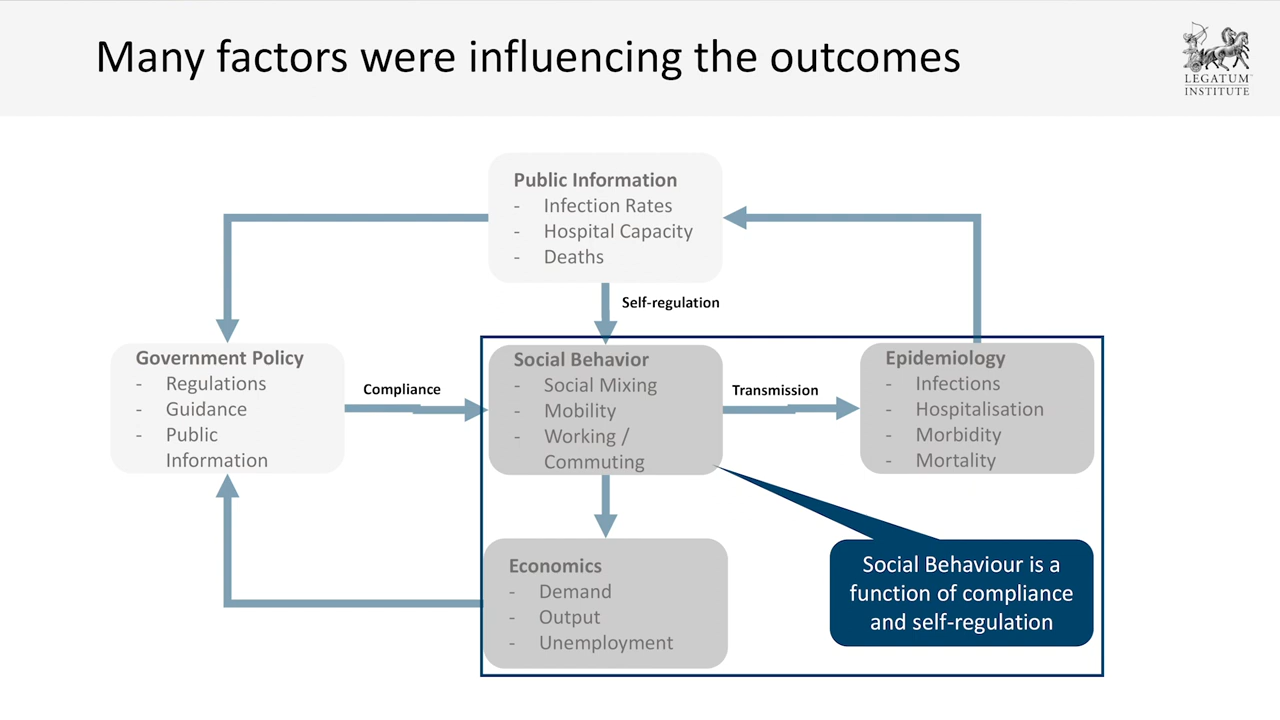 Many factors were influencing the outcomes
LEGATUM
INSTITUTE
Public Information
- Infection Rates
- Hospital Capacity
- Deaths
Self-regulation
Government Policy
- Regulations
- Guidance
- Public
Information
Compliance
Social Behavior
- Social Mixing
- Mobility
- Working /
Commuting
Transmission
Epidemiology
- Infections
- Hospitalisation
- Morbidity
- Mortality
Economics
- Demand
- Output
- Unemployment
Social Behaviour is a
function of compliance
and self-regulation